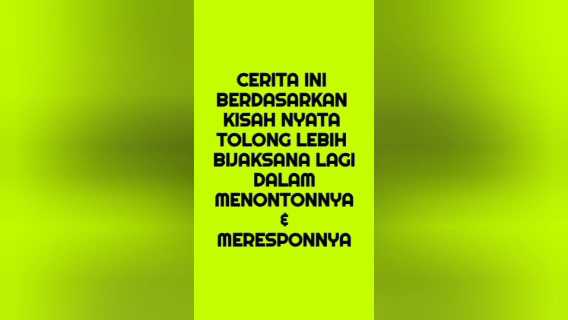 CERITA INI
BERDASARKAN
KISAH NYATA
TOLONG LEBIH
BIJAKSANA LAGI
DALAM
MENONTONNYA
&
MERESPONNYA